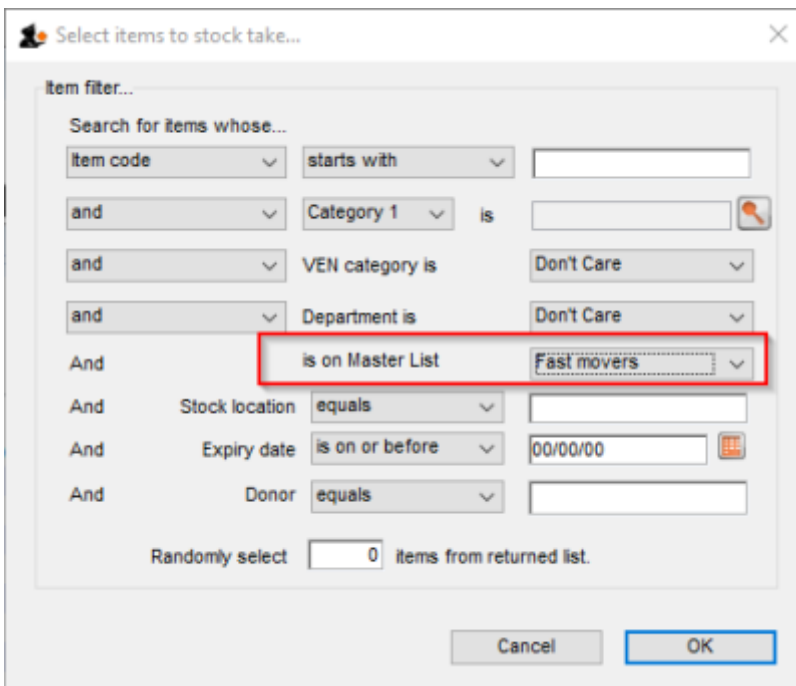 Select items to stock take...
Item filter...
Search for items whose...
Item code starts with
and Category 1 is
and VEN category is Don't Care
and Department is Don't Care
And is on Master List Fast movers
And Stock location equals
And Expiry date is on or before 00/00/00
And Donor equals
Randomly select 0 items from returned list.
Cancel OK